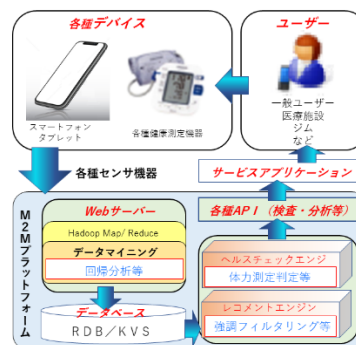 各種デバイス
スマートフォン
タブレット
各種健康測定機器
ユーザー
一般ユーザー
医療施設
ジム
など
各種センサ機器
サービスアプリケーション
M2Mプラットフォーム
Webサーバー
Hadoop Map/ Reduce
データマイニング
回帰分析等
データベース
RDB／KVS
各種API（検査・分析等）
ヘルスチェックエンジ
体力測定判定等
レコメントエンジン
強調フィルタリング等